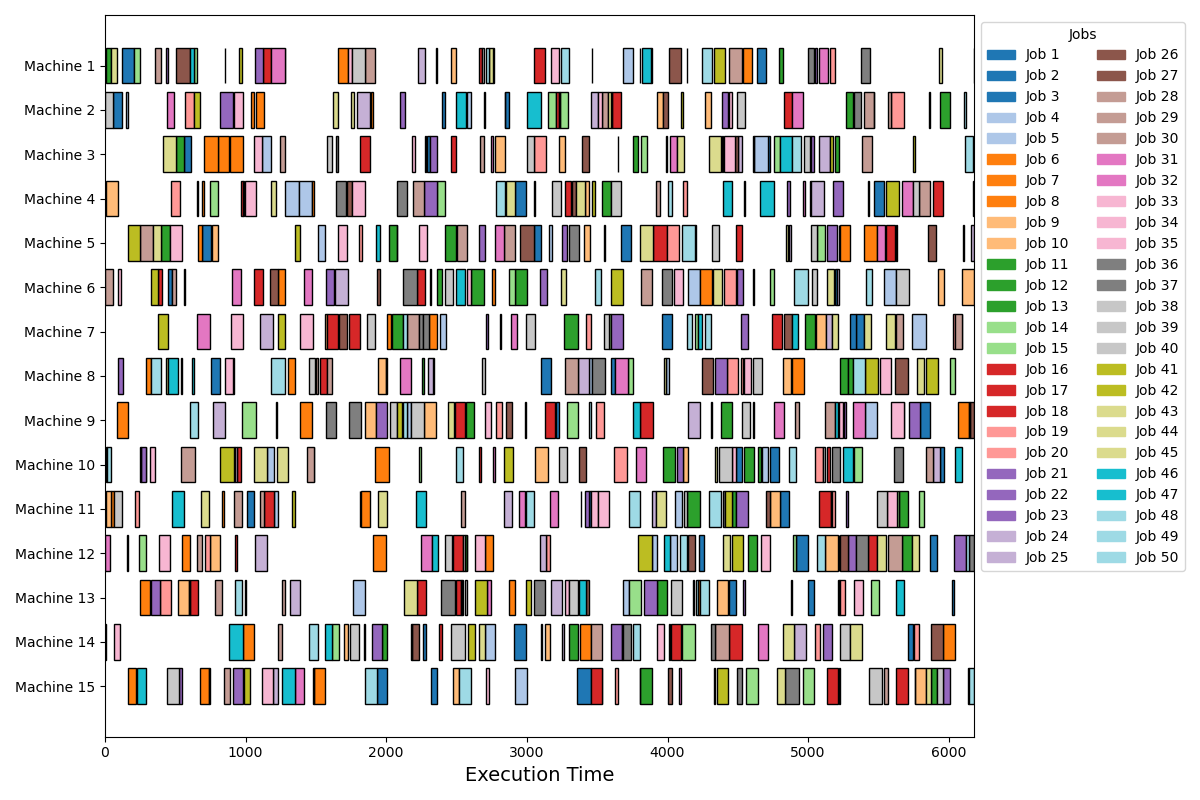 Machine 1
Machine 2
Machine 3
Machine 4
Machine 5
Machine 6
Machine 7
Machine 8
Machine 9
Machine 10
Machine 11
Machine 12
Machine 13
Machine 14
Machine 15
0 1000 2000 3000 4000 5000 6000
Execution Time
Jobs
Job 1
Job 2
Job 3
Job 4
Job 5
Job 6
Job 7
Job 8
Job 9
Job 10
Job 11
Job 12
Job 13
Job 14
Job 15
Job 16
Job 17
Job 18
Job 19
Job 20
Job 21
Job 22
Job 23
Job 24
Job 25
Job 26
Job 27
Job 28
Job 29
Job 30
Job 31
Job 32
Job 33
Job 34
Job 35
Job 36
Job 37
Job 38
Job 39
Job 40
Job 41
Job 42
Job 43
Job 44
Job 45
Job 46
Job 47
Job 48
Job 49
Job 50